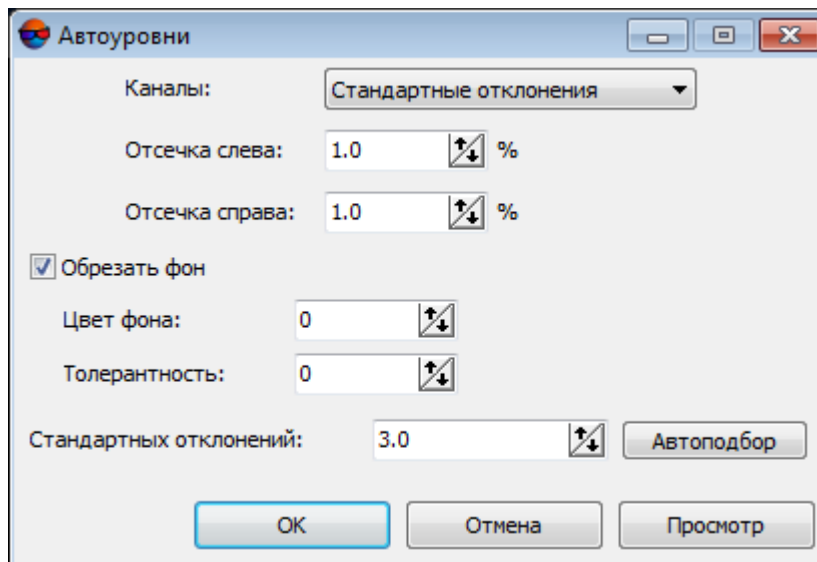 Автоуровни
Каналы: Стандартные отклонения
Отсечка слева: 1.0 %
Отсечка справа: 1.0 %
Обрезать фон
Цвет фона: 0
Толерантность: 0
Стандартных отклонений: 3.0 Автоподбор
OK Отмена Просмотр